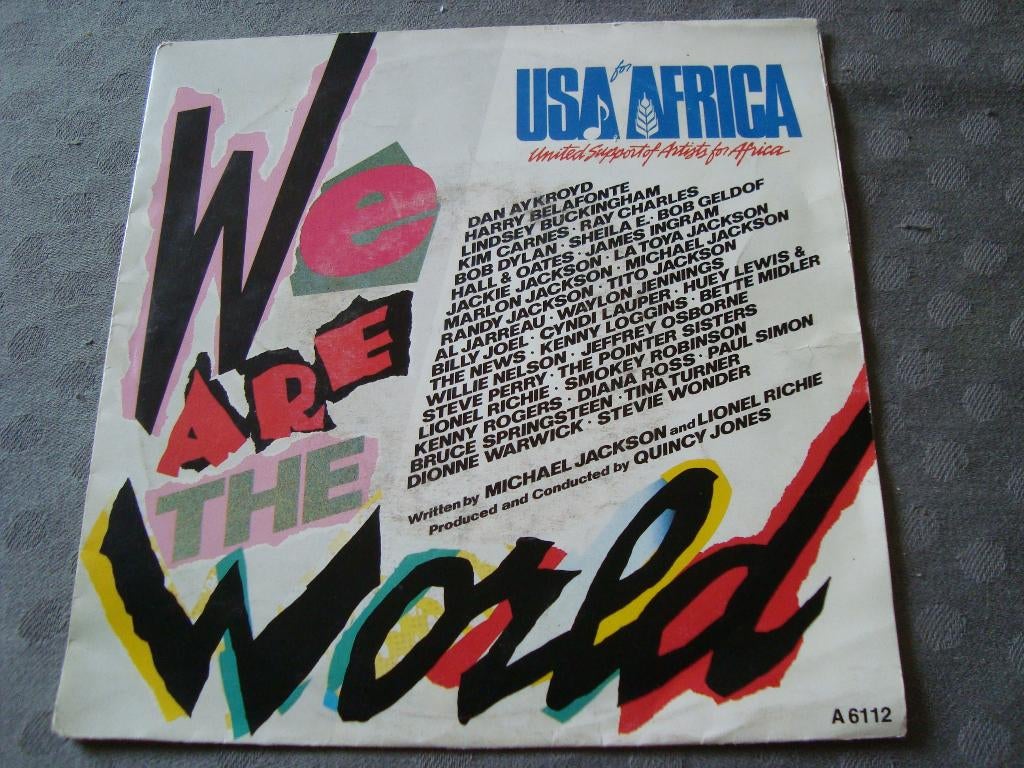 We
ARE
THE
World
USA for AFRICA
United Support of Artists for Africa
DAN AYKROYD
HARRY BELAFONTE
LINDSEY BUCKINGHAM
KIM CARNES · RAY CHARLES
BOB DYLAN · SHEILA E. · BOB GELDOF
HALL & OATES · JAMES INGRAM
JACKIE JACKSON · LA TOYA JACKSON
MARLON JACKSON · MICHAEL JACKSON
RANDY JACKSON · TITO JACKSON
AL JARREAU · WAYLON JENNINGS
BILLY JOEL · CYNDI LAUPER · HUEY LEWIS &
THE NEWS · KENNY LOGGINS · BETTE MIDLER
WILLIE NELSON · JEFFREY OSBORNE
STEVE PERRY · THE POINTER SISTERS
LIONEL RICHIE · SMOKEY ROBINSON
KENNY ROGERS · DIANA ROSS · PAUL SIMON
BRUCE SPRINGSTEEN · TINA TURNER
DIONNE WARWICK · STEVIE WONDER
Written by MICHAEL JACKSON and LIONEL RICHIE
Produced and Conducted by QUINCY JONES
A 6112